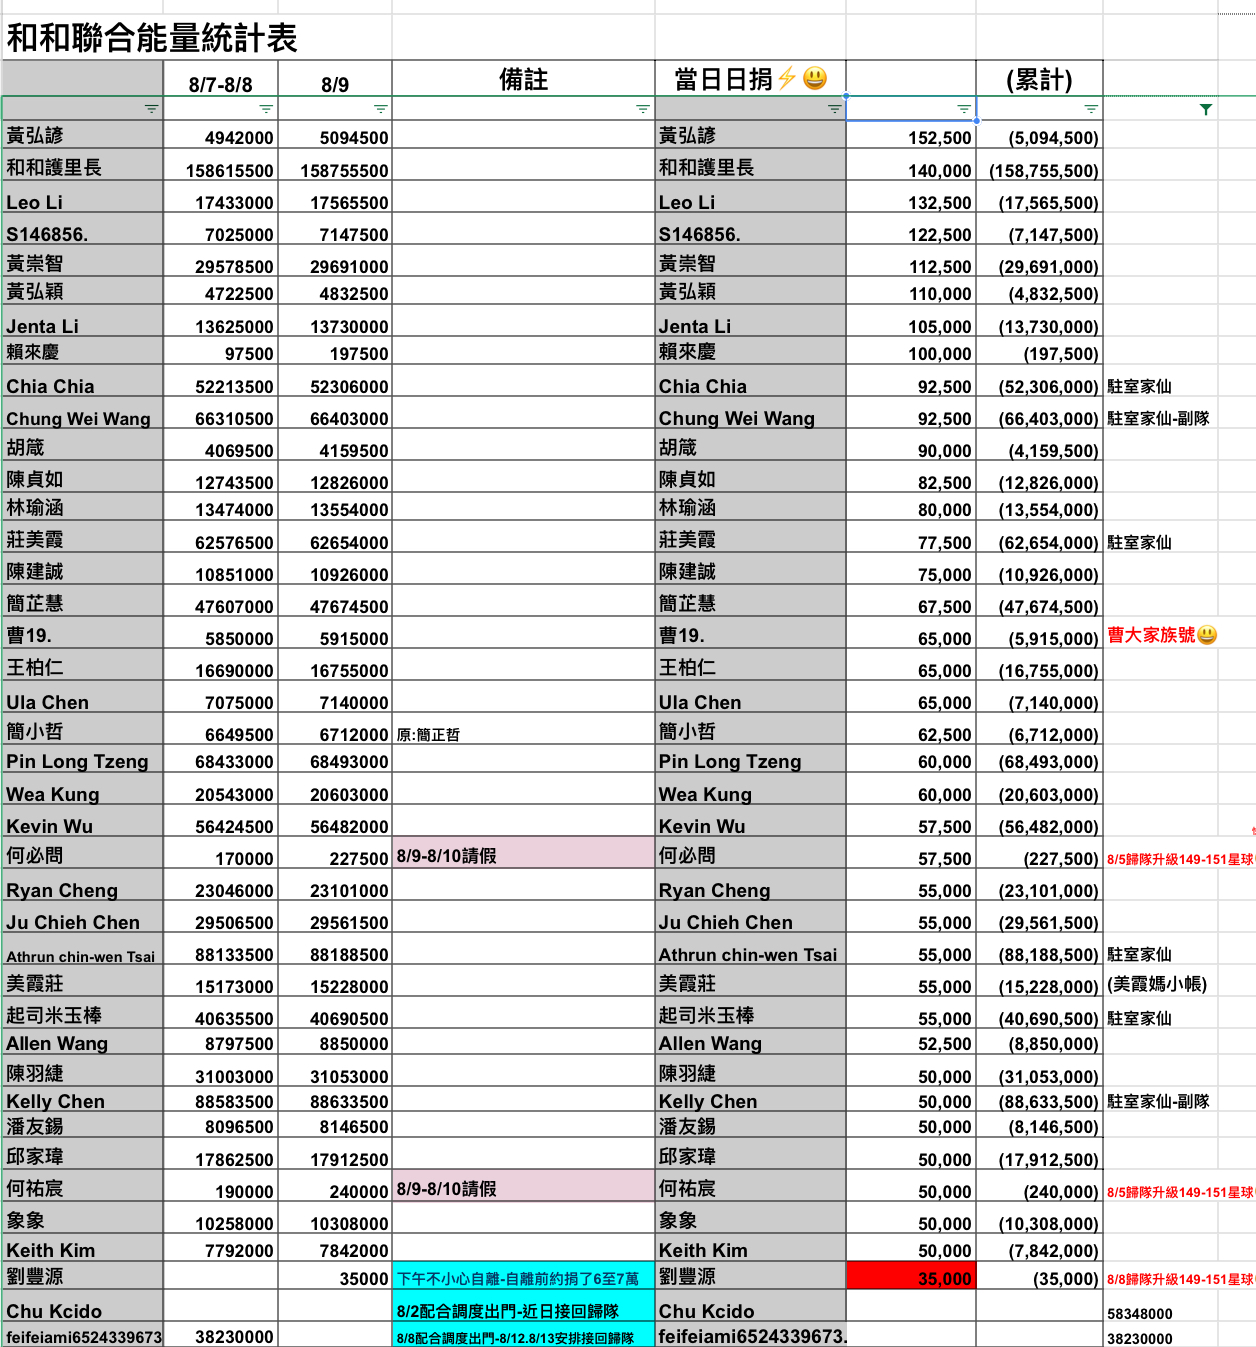 和和聯合能量統計表
8/7-8/8 8/9 備註 當日日捐⚡😃 (累計)
黃弘諺 4942000 5094500 黃弘諺 152,500 (5,094,500)
和和護里長 158615500 158755500 和和護里長 140,000 (158,755,500)
Leo Li 17433000 17565500 Leo Li 132,500 (17,565,500)
S146856. 7025000 7147500 S146856. 122,500 (7,147,500)
黃崇智 29578500 29691000 黃崇智 112,500 (29,691,000)
黃弘穎 4722500 4832500 黃弘穎 110,000 (4,832,500)
Jenta Li 13625000 13730000 Jenta Li 105,000 (13,730,000)
賴來慶 97500 197500 賴來慶 100,000 (197,500)
Chia Chia 52213500 52306000 Chia Chia 92,500 (52,306,000) 駐室家仙
Chung Wei Wang 66310500 66403000 Chung Wei Wang 92,500 (66,403,000) 駐室家仙-副隊
胡箴 4069500 4159500 胡箴 90,000 (4,159,500)
陳貞如 12743500 12826000 陳貞如 82,500 (12,826,000)
林瑜涵 13474000 13554000 林瑜涵 80,000 (13,554,000)
莊美霞 62576500 62654000 莊美霞 77,500 (62,654,000) 駐室家仙
陳建誠 10851000 10926000 陳建誠 75,000 (10,926,000)
簡芷慧 47607000 47674500 簡芷慧 67,500 (47,674,500)
曹19. 5850000 5915000 曹19. 65,000 (5,915,000) 曹大家族號😃
王柏仁 16690000 16755000 王柏仁 65,000 (16,755,000)
Ula Chen 7075000 7140000 Ula Chen 65,000 (7,140,000)
簡小哲 6649500 6712000 原:簡正哲 簡小哲 62,500 (6,712,000)
Pin Long Tzeng 68433000 68493000 Pin Long Tzeng 60,000 (68,493,000)
Wea Kung 20543000 20603000 Wea Kung 60,000 (20,603,000)
Kevin Wu 56424500 56482000 Kevin Wu 57,500 (56,482,000)
何必問 170000 227500 8/9-8/10請假 何必問 57,500 (227,500) 8/5歸隊升級149-151星球
Ryan Cheng 23046000 23101000 Ryan Cheng 55,000 (23,101,000)
Ju Chieh Chen 29506500 29561500 Ju Chieh Chen 55,000 (29,561,500)
Athrun chin-wen Tsai 88133500 88188500 Athrun chin-wen Tsai 55,000 (88,188,500) 駐室家仙
美霞莊 15173000 15228000 美霞莊 55,000 (15,228,000) (美霞媽小帳)
起司米玉棒 40635500 40690500 起司米玉棒 55,000 (40,690,500) 駐室家仙
Allen Wang 8797500 8850000 Allen Wang 52,500 (8,850,000)
陳羽緁 31003000 31053000 陳羽緁 50,000 (31,053,000)
Kelly Chen 88583500 88633500 Kelly Chen 50,000 (88,633,500) 駐室家仙-副隊
潘友錫 8096500 8146500 潘友錫 50,000 (8,146,500)
邱家瑋 17862500 17912500 邱家瑋 50,000 (17,912,500)
何祐宸 190000 240000 8/9-8/10請假 何祐宸 50,000 (240,000) 8/5歸隊升級149-151星球
象象 10258000 10308000 象象 50,000 (10,308,000)
Keith Kim 7792000 7842000 Keith Kim 50,000 (7,842,000)
劉豐源 35000 下午不小心自離-自離前約捐了6至7萬 劉豐源 35,000 (35,000) 8/8歸隊升級149-151星球
Chu Kcido 8/2配合調度出門-近日接回歸隊 Chu Kcido 58348000
feifeiami6524339673 38230000 8/8配合調度出門-8/12.8/13安排接回歸隊 feifeiami6524339673. 38230000